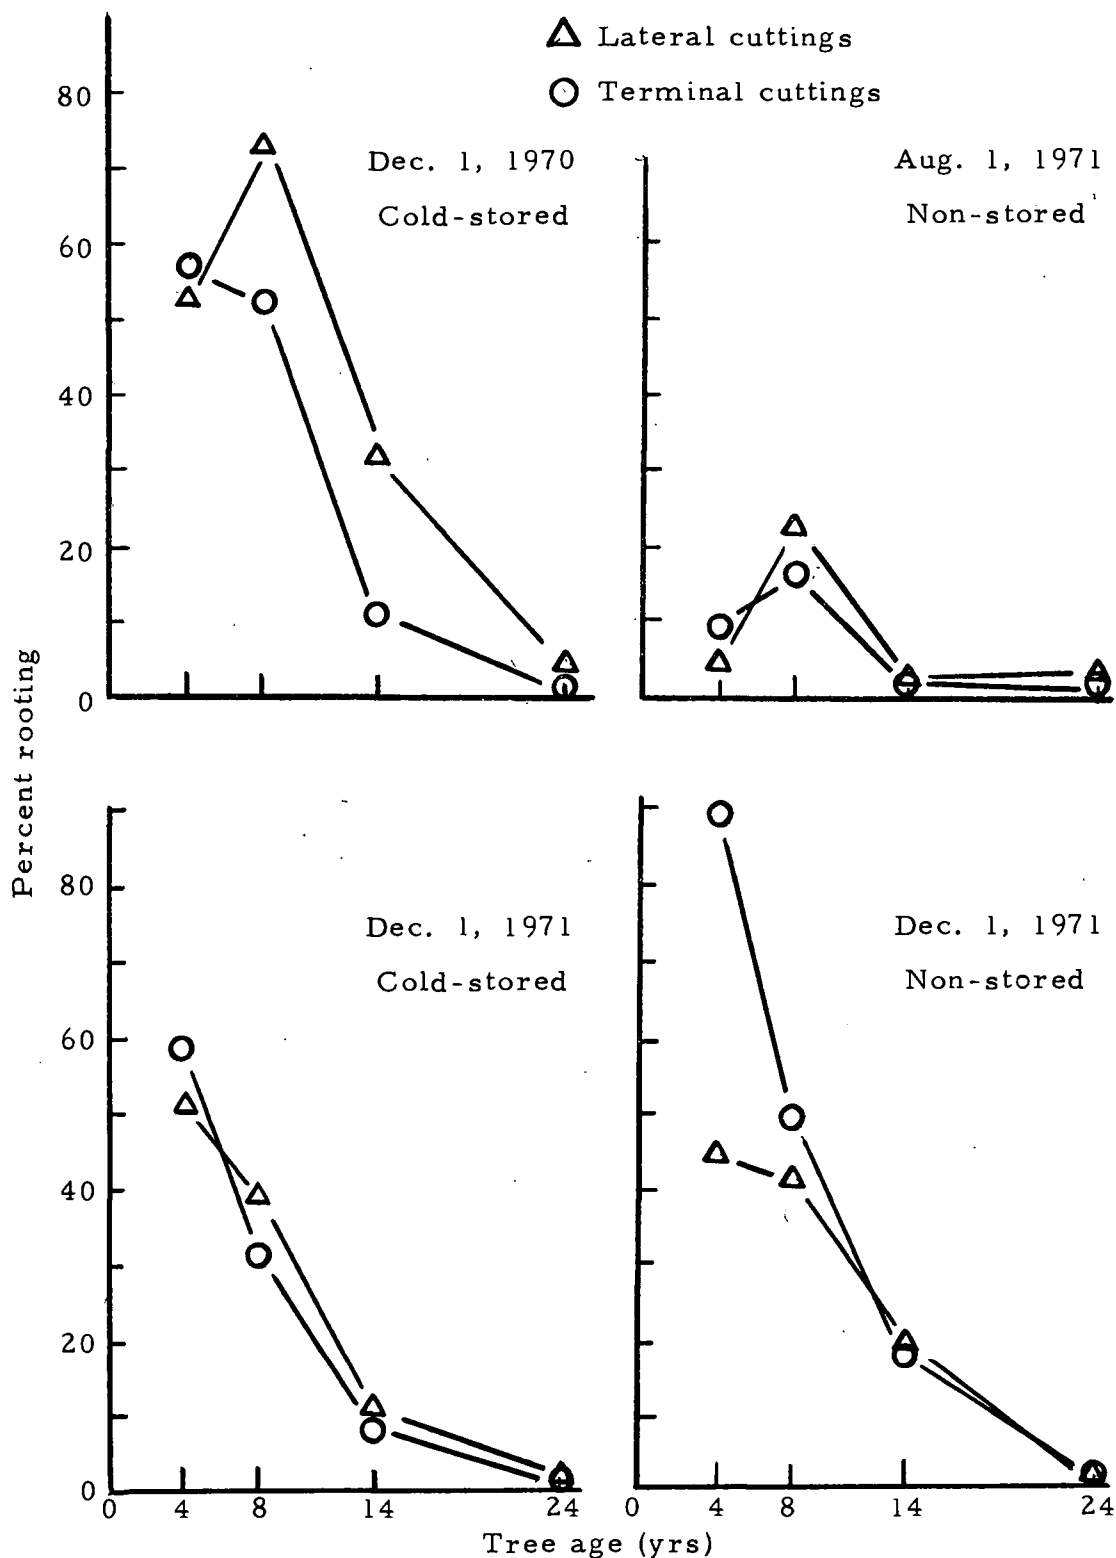 Lateral cuttings
Terminal cuttings
80
60
40
20
0
Dec. 1, 1970
Cold-stored
Aug. 1, 1971
Non-stored
Percent rooting
80
60
40
20
0
Dec. 1, 1971
Cold-stored
Dec. 1, 1971
Non-stored
0 4 8 14 24
0 4 8 14 24
Tree age (yrs)